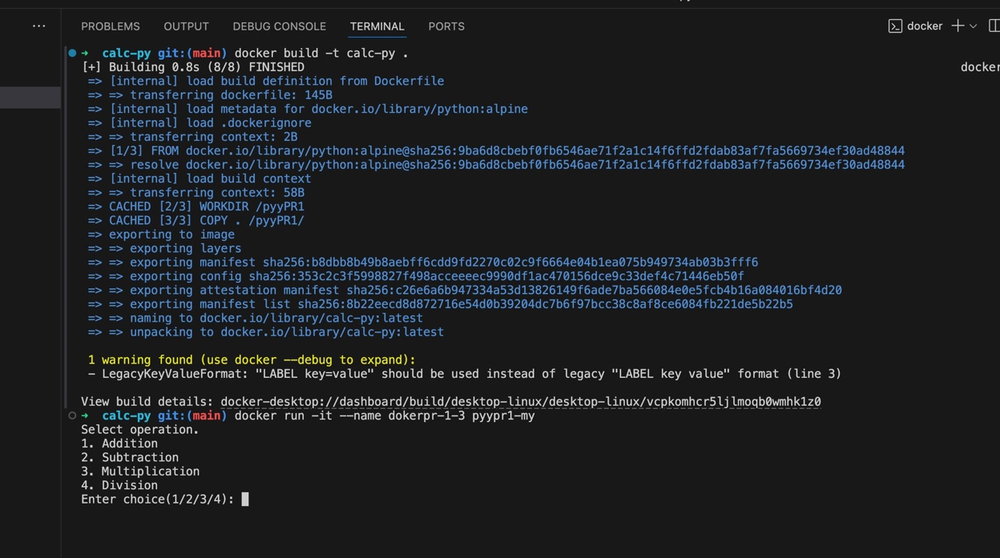 PROBLEMS OUTPUT DEBUG CONSOLE TERMINAL PORTS docker
➜ calc-py git:(main) docker build -t calc-py .
[+] Building 0.8s (8/8) FINISHED docker
=> [internal] load build definition from Dockerfile
=> => transferring dockerfile: 145B
=> [internal] load metadata for docker.io/library/python:alpine
=> [internal] load .dockerignore
=> => transferring context: 2B
=> [1/3] FROM docker.io/library/python:alpine@sha256:9ba6d8cbebf0fb6546ae71f2a1c14f6ffd2fdab83af7fa5669734ef30ad48844
=> => resolve docker.io/library/python:alpine@sha256:9ba6d8cbebf0fb6546ae71f2a1c14f6ffd2fdab83af7fa5669734ef30ad48844
=> [internal] load build context
=> => transferring context: 58B
=> CACHED [2/3] WORKDIR /pyyPR1
=> CACHED [3/3] COPY . /pyyPR1/
=> exporting to image
=> => exporting layers
=> => exporting manifest sha256:b8dbb8b49b8aebff6cdd9fd2270c02c9f6664e04b1ea075b949734ab03b3fff6
=> => exporting config sha256:353c2c3f5998827f498acceeeec9990df1ac470156dce9c33def4c71446eb50f
=> => exporting attestation manifest sha256:c26e6a6b947334a53d13826149f6ade7ba566084e0e5fcb4b16a084016bf4d20
=> => exporting manifest list sha256:8b22eecd8d872716e54d0b39204dc7b6f97bcc38c8af8ce6084fb221de5b22b5
=> => naming to docker.io/library/calc-py:latest
=> => unpacking to docker.io/library/calc-py:latest
1 warning found (use docker --debug to expand):
- LegacyKeyValueFormat: "LABEL key=value" should be used instead of legacy "LABEL key value" format (line 3)
View build details: docker-desktop://dashboard/build/desktop-linux/desktop-linux/vcpkomhcr5ljlmoqb0wmhk1z0
➜ calc-py git:(main) docker run -it --name dokerpr-1-3 pyypr1-my
Select operation.
1. Addition
2. Subtraction
3. Multiplication
4. Division
Enter choice(1/2/3/4):